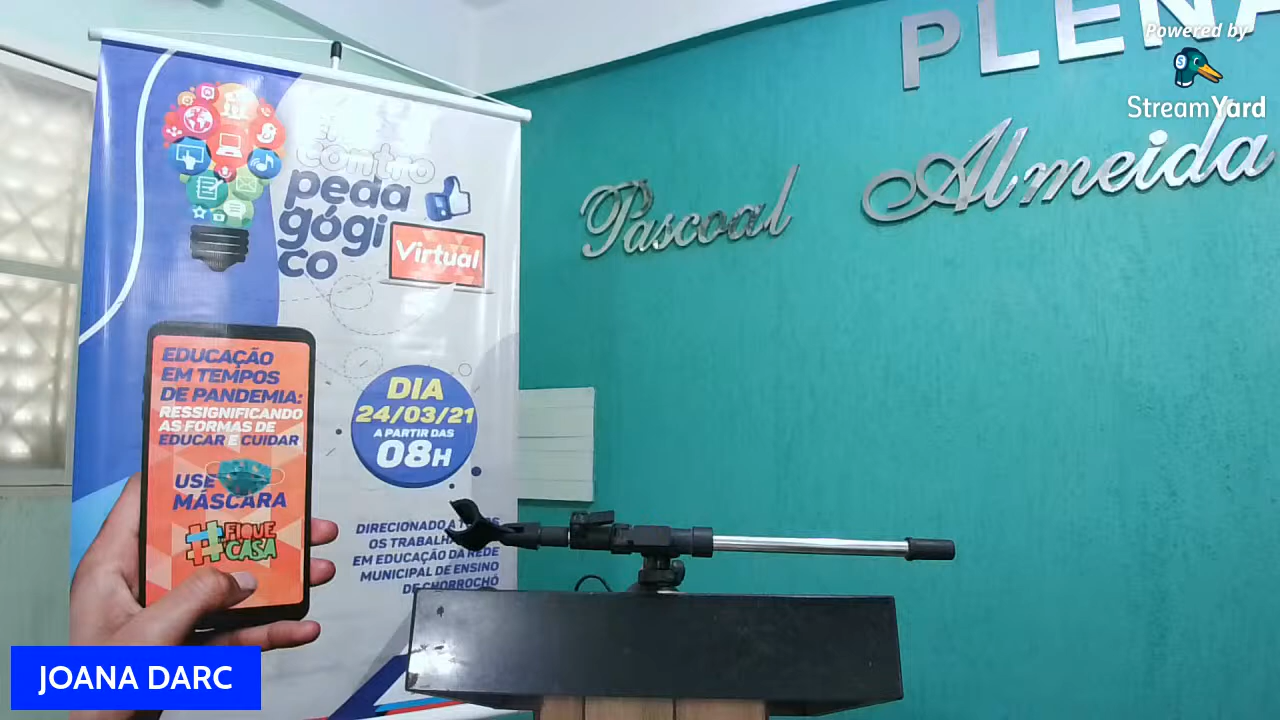 PLENA
Powered by
StreamYard
Pascoal Almeida
contro
peda
gógi
co
Virtual
EDUCAÇÃO
EM TEMPOS
DE PANDEMIA:
RESSIGNIFICANDO
AS FORMAS DE
EDUCAR E CUIDAR
USE
MÁSCARA
#FIQUE
CASA
DIA
24/03/21
A PARTIR DAS
08H
DIRECIONADO A
OS TRABALHA
EM EDUCAÇÃO DA REDE
MUNICIPAL DE ENSINO
DE CHORROCHÓ
JOANA DARC